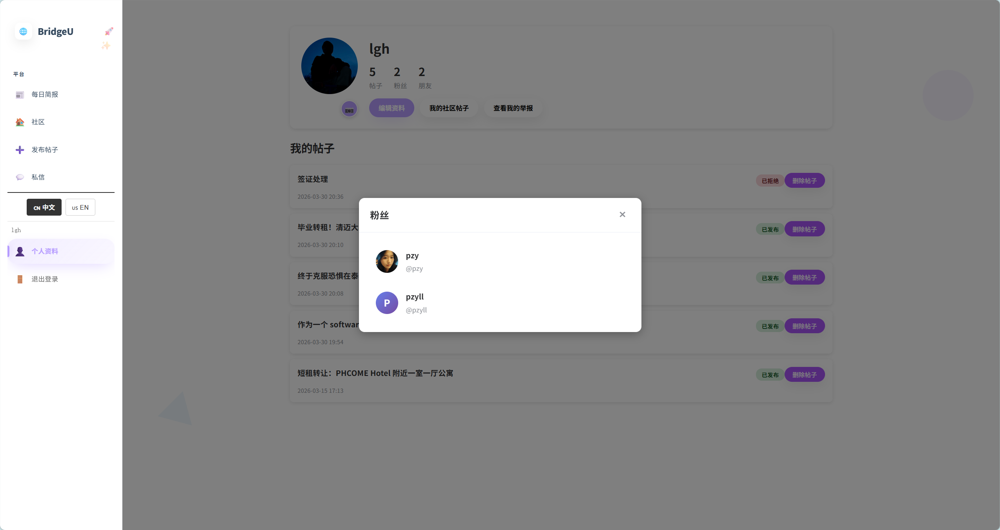 BridgeU
平台
每日简报
社区
发布帖子
私信
CN 中文
us EN
lgh
个人资料
退出登录
lgh
5 2 2
帖子 粉丝 朋友
编辑资料 我的社区帖子 查看我的举报
我的帖子
签证处理
2026-03-30 20:36
已拒绝 删除帖子
毕业转租！清迈大
2026-03-30 20:10
已发布 删除帖子
终于克服恐惧在泰
2026-03-30 20:08
已发布 删除帖子
作为一个 softwar
2026-03-30 19:54
已发布 删除帖子
短租转让：PHCOME Hotel 附近一室一厅公寓
2026-03-15 17:13
已发布 删除帖子
粉丝
×
pzy
@pzy
P
pzyll
@pzyll